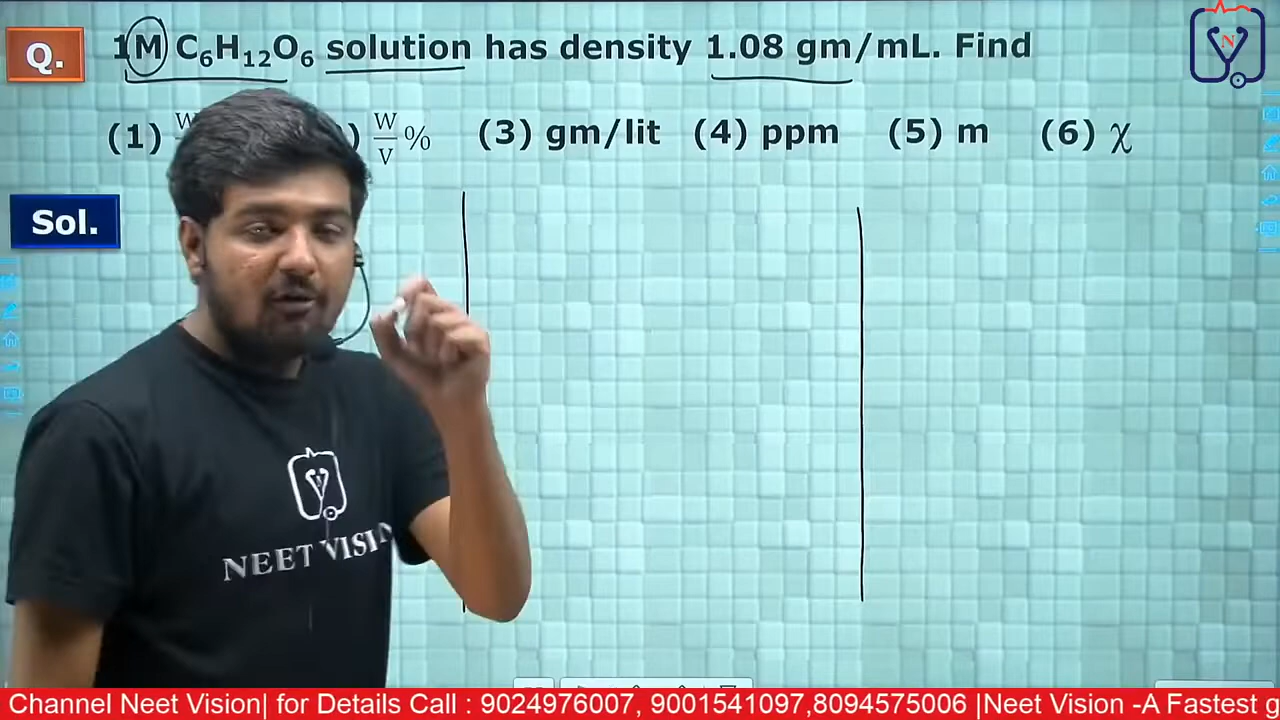 Q. 1M C₆H₁₂O₆ solution has density 1.08 gm/mL. Find
(1) W ) W/V % (3) gm/lit (4) ppm (5) m (6) χ
Sol.
N
NEET VISI
Channel Neet Vision| for Details Call : 9024976007, 9001541097,8094575006 |Neet Vision -A Fastest g